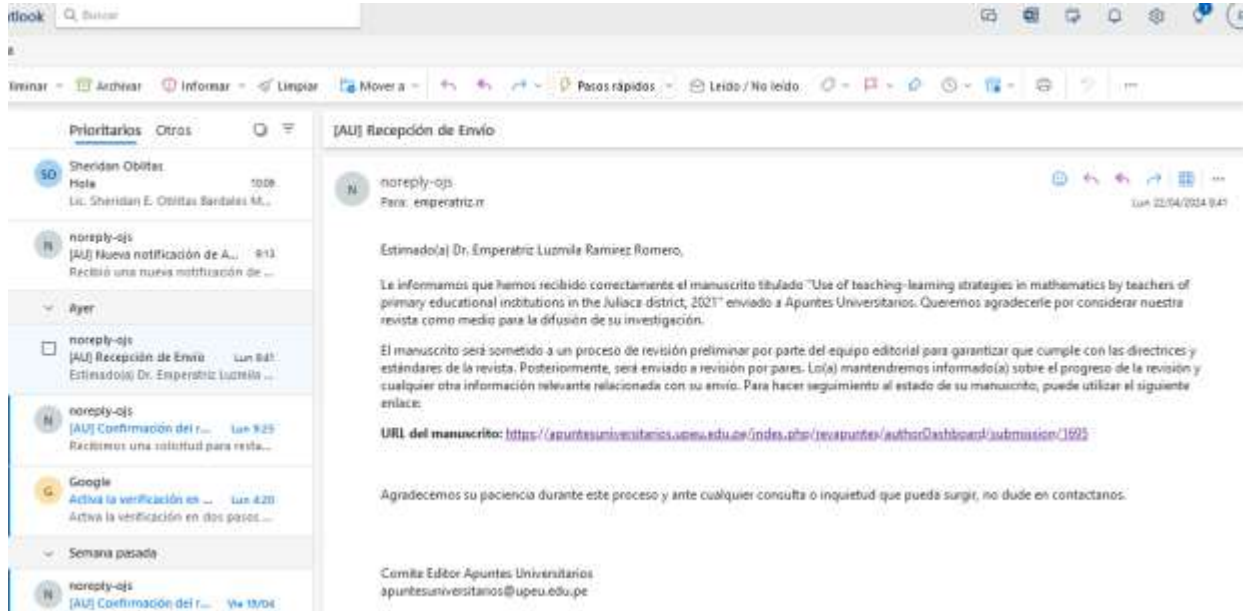 utlook Buscar
iminar Archivar Informar Limpiar Mover a Pasos rápidos Leído / No leído
Prioritarios Otros
SO
Sheridan Oblitas
Hola 10:09
Lic. Sheridan E. Oblitas Bardales M...
N
noreply-ojs
[AU] Nueva notificación de A... 9:13
Recibió una nueva notificación de ...
Ayer
noreply-ojs
[AU] Recepción de Envío Lun 9:41
Estimado(a) Dr. Emperatriz Luzmila ...
N
noreply-ojs
[AU] Confirmación del r... Lun 9:25
Recibimos una solicitud para resta...
G
Google
Activa la verificación en ... Lun 4:20
Activa la verificación en dos pasos ...
Semana pasada
N
noreply-ojs
[AU] Confirmación del r... Vie 19/04
[AU] Recepción de Envío
N
noreply-ojs
Para: emperatriz.rr
Lun 22/04/2024 9:41
Estimado(a) Dr. Emperatriz Luzmila Ramirez Romero,
Le informamos que hemos recibido correctamente el manuscrito titulado "Use of teaching-learning strategies in mathematics by teachers of
primary educational institutions in the Juliaca district, 2021" enviado a Apuntes Universitarios. Queremos agradecerle por considerar nuestra
revista como medio para la difusión de su investigación.
El manuscrito será sometido a un proceso de revisión preliminar por parte del equipo editorial para garantizar que cumple con las directrices y
estándares de la revista. Posteriormente, será enviado a revisión por pares. Lo(a) mantendremos informado(a) sobre el progreso de la revisión y
cualquier otra información relevante relacionada con su envío. Para hacer seguimiento al estado de su manuscrito, puede utilizar el siguiente
enlace:
URL del manuscrito: https://apuntesuniversitarios.upeu.edu.pe/index.php/revapuntes/authorDashboard/submission/1695
Agradecemos su paciencia durante este proceso y ante cualquier consulta o inquietud que pueda surgir, no dude en contactanos.
Comite Editor Apuntes Universitarios
apuntesuniversitarios@upeu.edu.pe